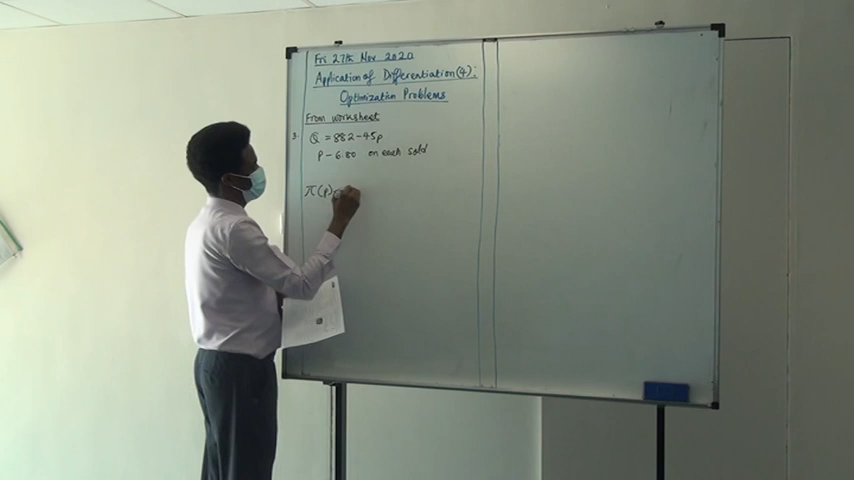 Fri 27th Nov 2020
Application of Differentiation (4):
Optimization Problems
From worksheet
3. Q = 882 - 45p
P - 6.80 on each sold
π(p)